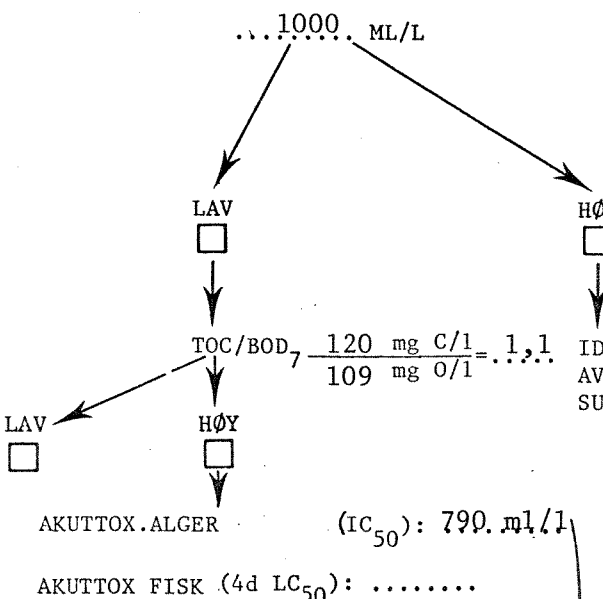 ..1000.. ML/L
LAV HØ
TOC/BOD7 120 mg C/l = .1,1 ID
109 mg O/l AV
SU
LAV HØY
AKUTTOX.ALGER (IC50): 790 ml/l
AKUTTOX FISK (4d LC50): ........